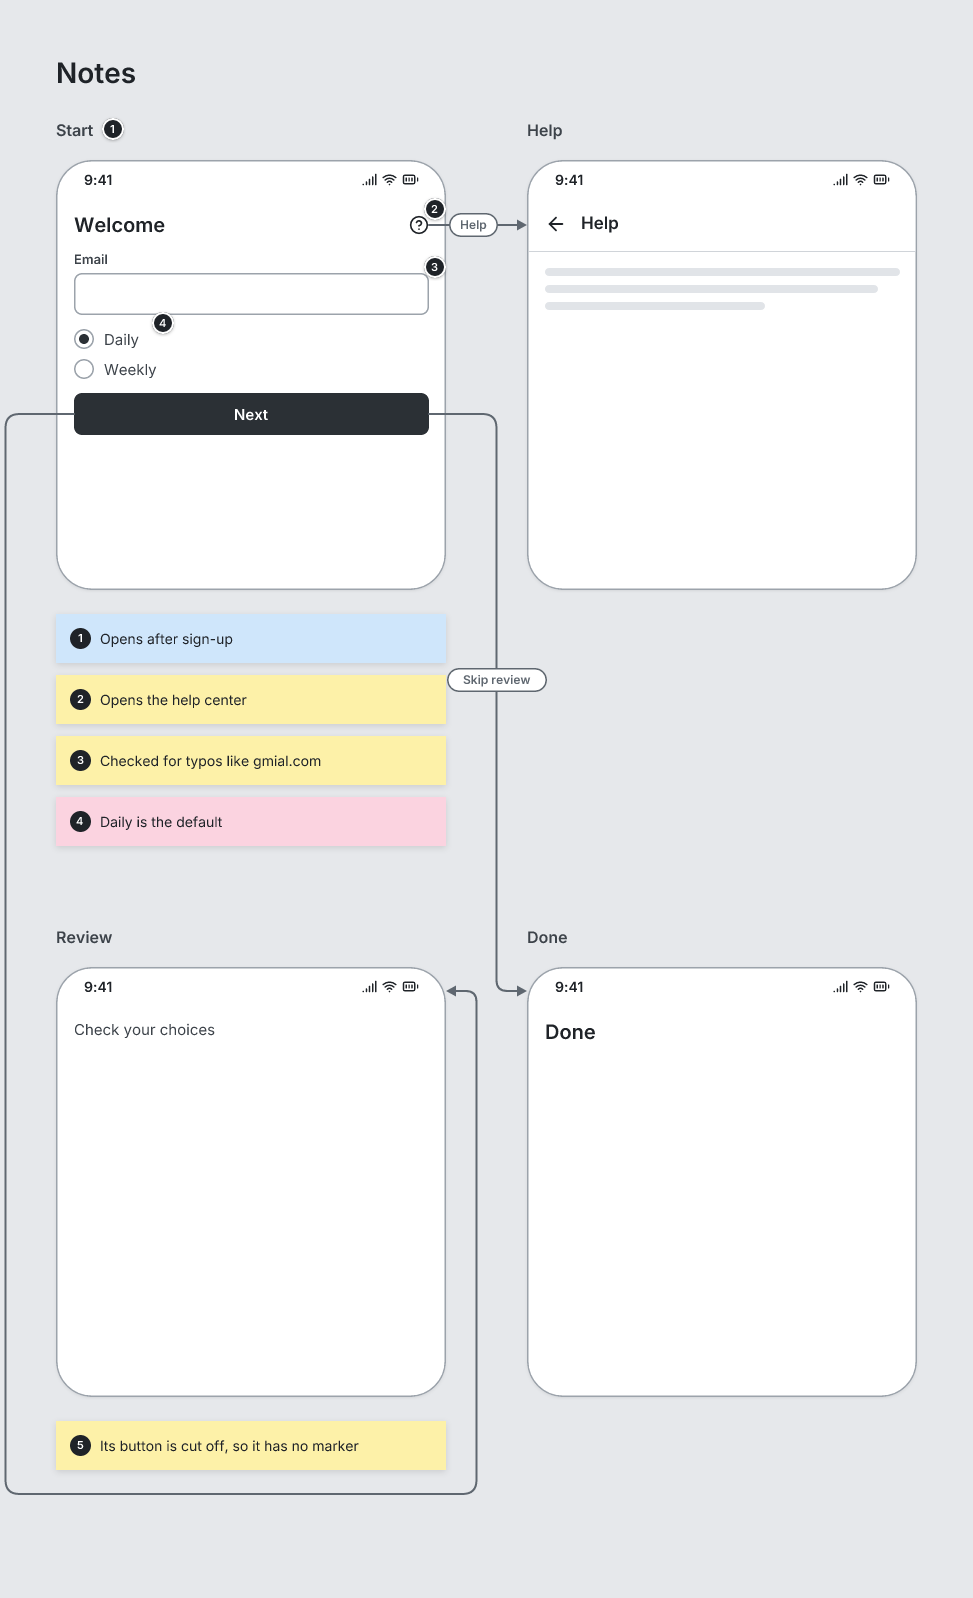 Notes
Start 1
Help
9:41
Welcome
?
2
Email
3
4
Daily
Weekly
Next
Help
9:41
Help
1 Opens after sign-up
2 Opens the help center
3 Checked for typos like gmial.com
4 Daily is the default
Skip review
Review
Done
9:41
Check your choices
9:41
Done
5 Its button is cut off, so it has no marker